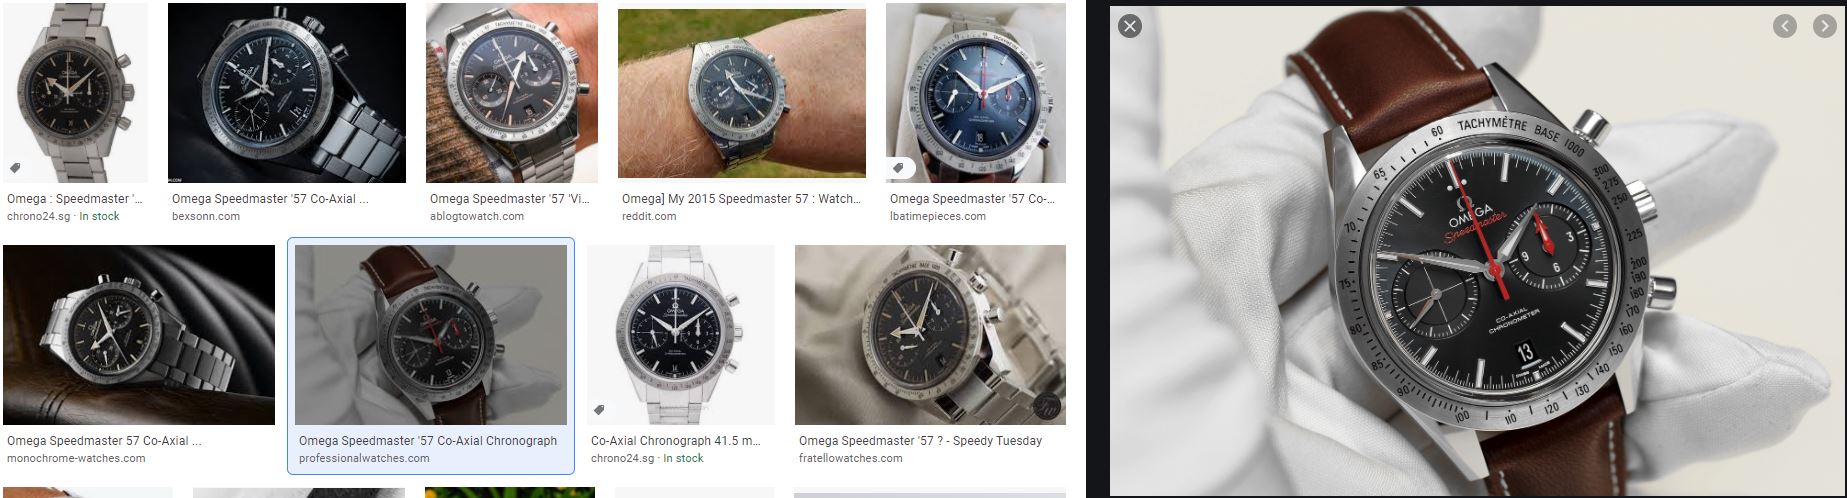 Omega : Speedmaster '...
chrono24.sg · In stock
Omega Speedmaster '57 Co-Axial ...
bexsonn.com
Omega Speedmaster '57 'Vi...
ablogtowatch.com
Omega] My 2015 Speedmaster 57 : Watch...
reddit.com
Omega Speedmaster '57 Co-...
lbatimepieces.com
Omega Speedmaster 57 Co-Axial ...
monochrome-watches.com
Omega Speedmaster '57 Co-Axial Chronograph
professionalwatches.com
Co-Axial Chronograph 41.5 m...
chrono24.sg · In stock
Omega Speedmaster '57 ? - Speedy Tuesday
fratellowatches.com
60 TACHYMÈTRE BASE 1000
300
275
250
225
200
190
180
170
160
150
140
130
120
110
100
90
85
80
75
70
65
Ω
OMEGA
Speedmaster
3
6
9
CO-AXIAL
CHRONOMETER
13